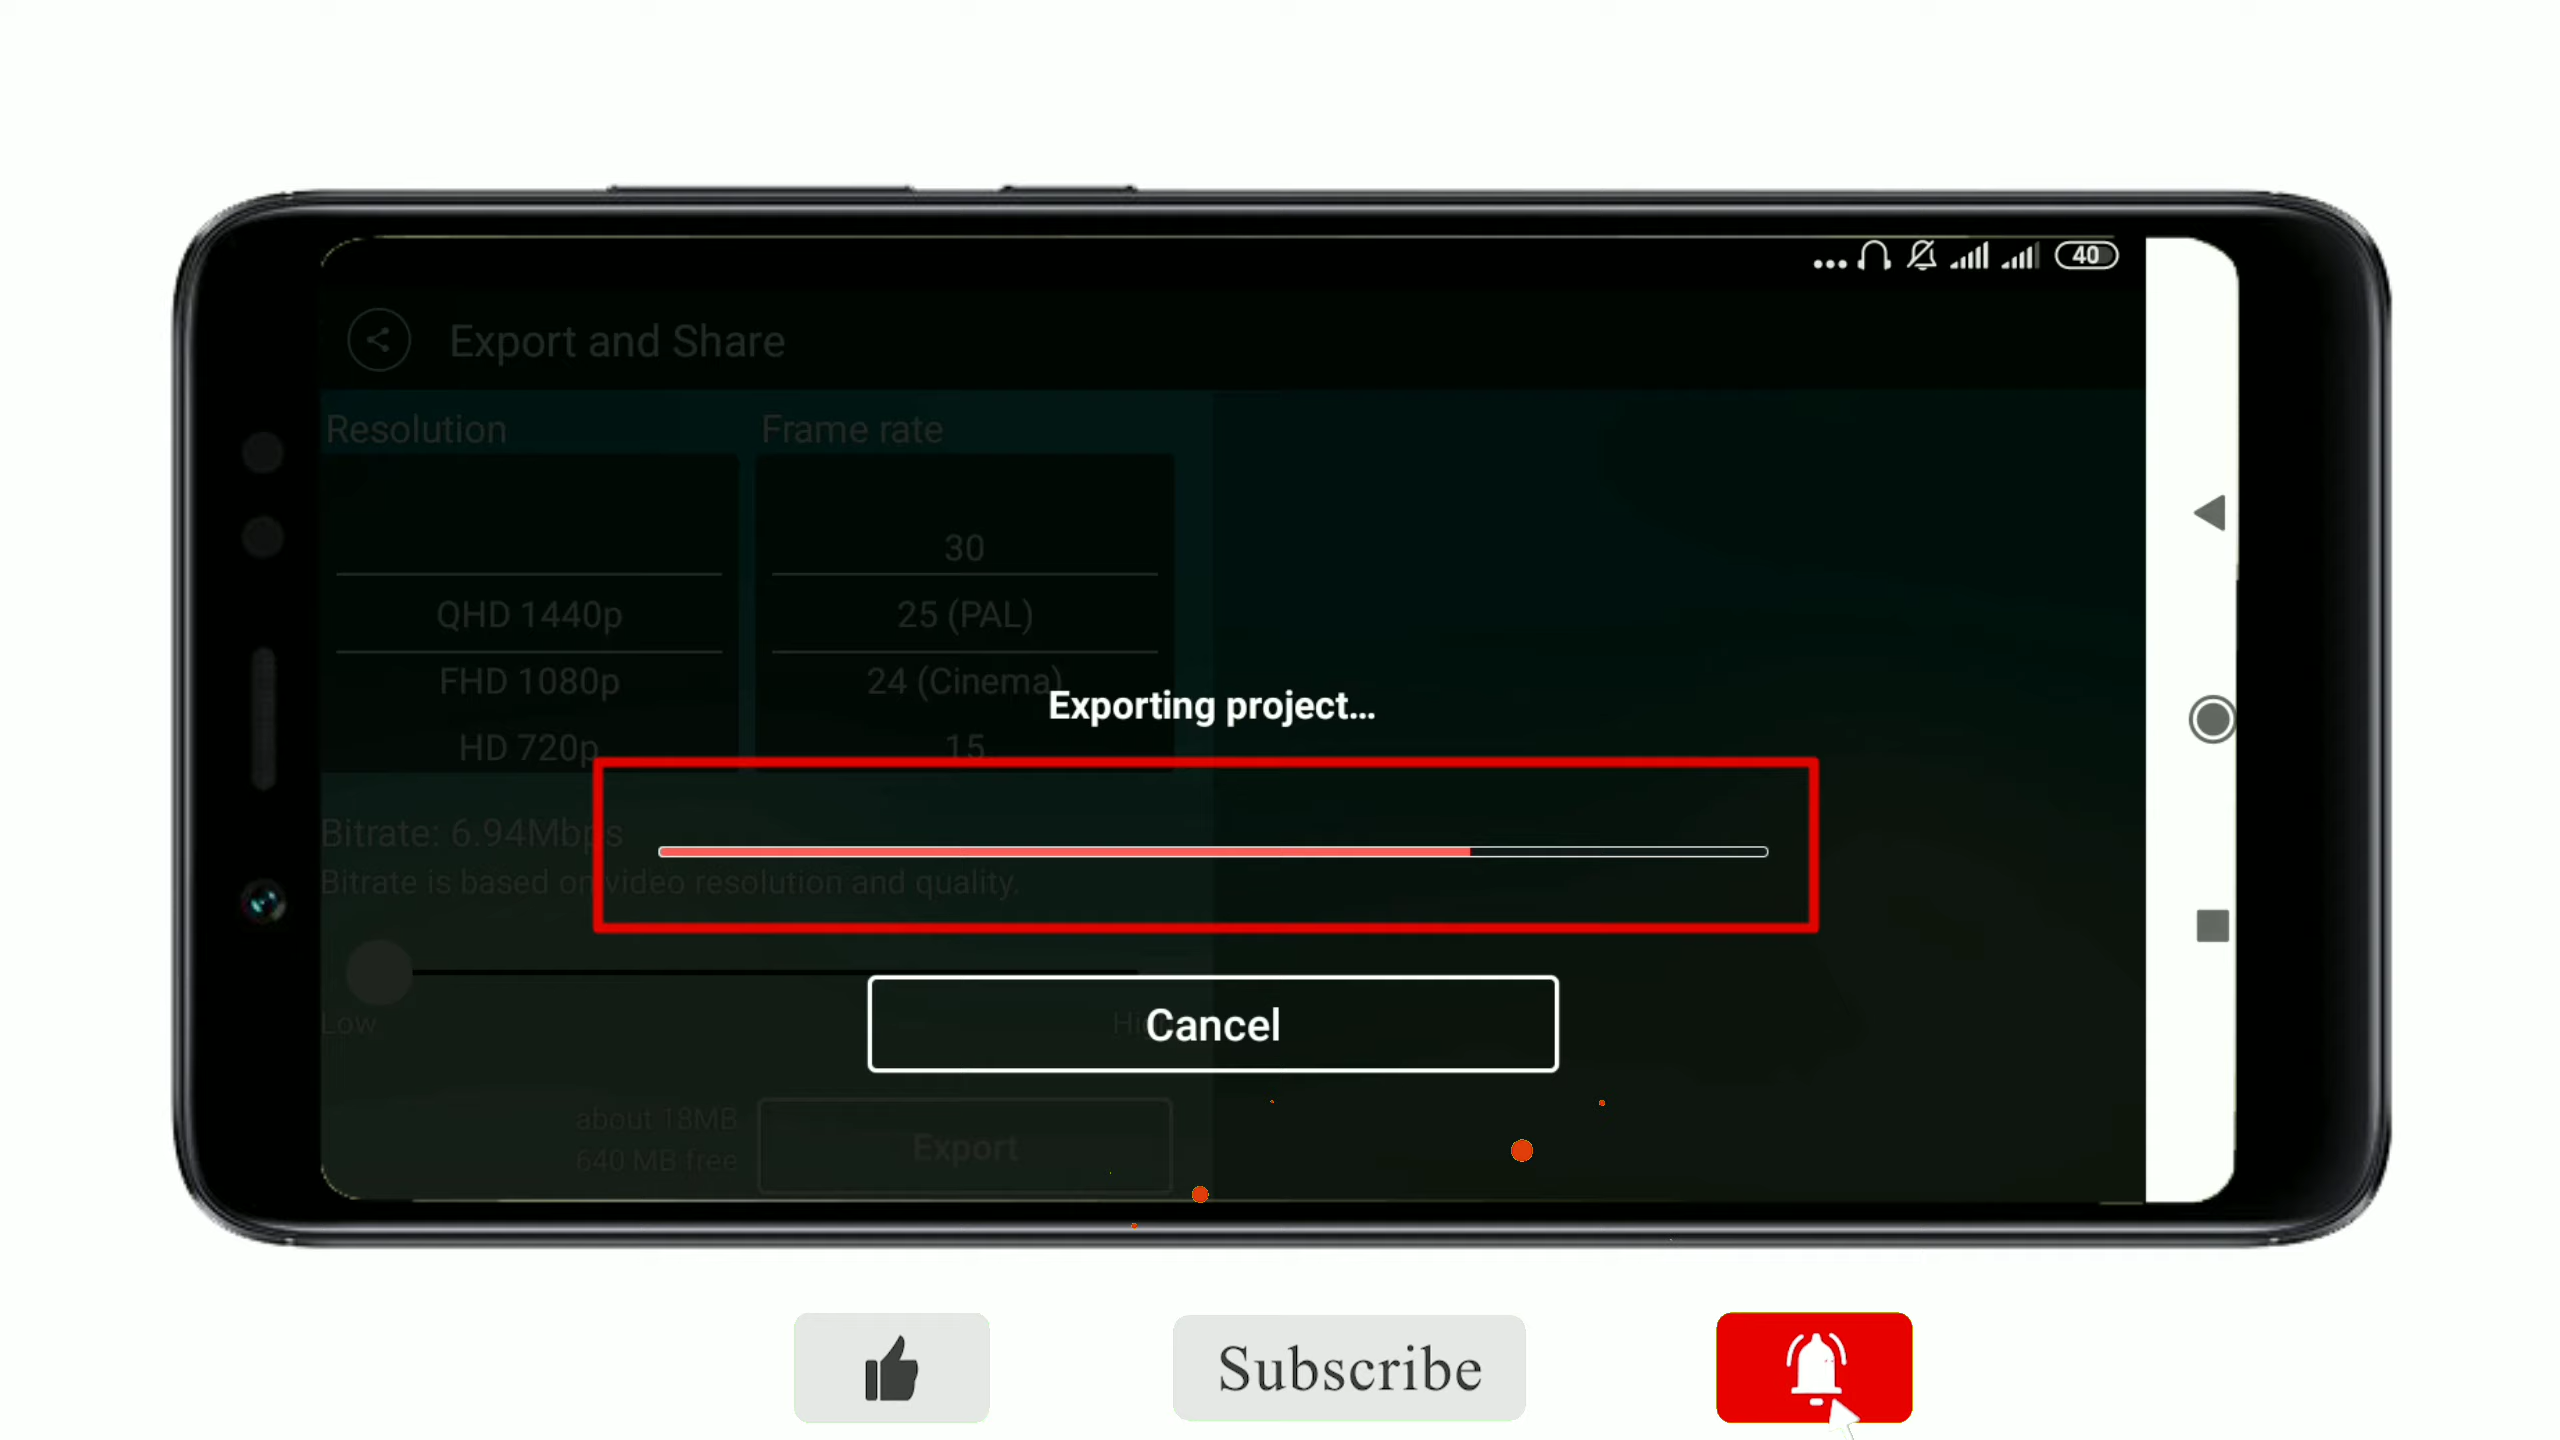 40
Export and Share
Resolution
Frame rate
30
QHD 1440p
25 (PAL)
FHD 1080p
24 (Cinema)
Exporting project...
HD 720p
15
Bitrate: 6.94Mbps
Bitrate is based on video resolution and quality.
Low
Cancel
about 18MB
640 MB free
Export
Subscribe